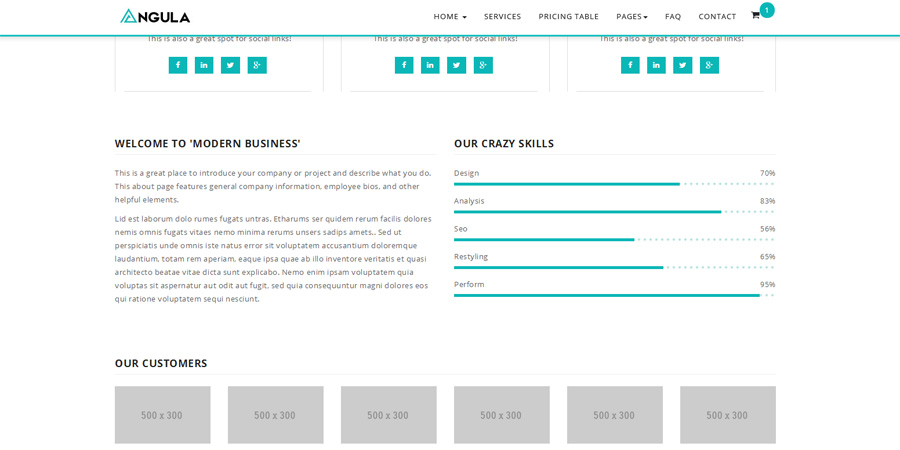 ANGULA
HOME SERVICES PRICING TABLE PAGES FAQ CONTACT 1
This is also a great spot for social links! This is also a great spot for social links! This is also a great spot for social links!
f in g+ f in g+ f in g+
WELCOME TO 'MODERN BUSINESS'
This is a great place to introduce your company or project and describe what you do.
This about page features general company information, employee bios, and other
helpful elements.
Lid est laborum dolo rumes fugats untras. Etharums ser quidem rerum facilis dolores
nemis omnis fugats vitaes nemo minima rerums unsers sadips amets.. Sed ut
perspiciatis unde omnis iste natus error sit voluptatem accusantium doloremque
laudantium, totam rem aperiam, eaque ipsa quae ab illo inventore veritatis et quasi
architecto beatae vitae dicta sunt explicabo. Nemo enim ipsam voluptatem quia
voluptas sit aspernatur aut odit aut fugit, sed quia consequuntur magni dolores eos
qui ratione voluptatem sequi nesciunt.
OUR CRAZY SKILLS
Design 70%
Analysis 83%
Seo 56%
Restyling 65%
Perform 95%
OUR CUSTOMERS
500 x 300 500 x 300 500 x 300 500 x 300 500 x 300 500 x 300